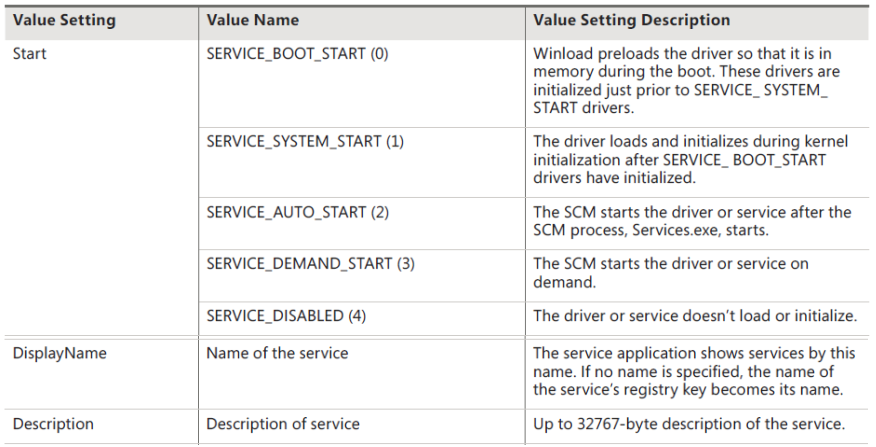 Value Setting Value Name Value Setting Description
Start SERVICE_BOOT_START (0) Winload preloads the driver so that it is in
memory during the boot. These drivers are
initialized just prior to SERVICE_ SYSTEM_
START drivers.
SERVICE_SYSTEM_START (1) The driver loads and initializes during kernel
initialization after SERVICE_ BOOT_START
drivers have initialized.
SERVICE_AUTO_START (2) The SCM starts the driver or service after the
SCM process, Services.exe, starts.
SERVICE_DEMAND_START (3) The SCM starts the driver or service on
demand.
SERVICE_DISABLED (4) The driver or service doesn’t load or initialize.
DisplayName Name of the service The service application shows services by this
name. If no name is specified, the name of
the service’s registry key becomes its name.
Description Description of service Up to 32767-byte description of the service.